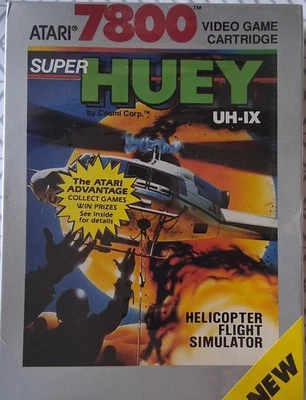 ATARI® 7800 VIDEO GAME
CARTRIDGE
SUPER
HUEY
by Cosmi Corp.™
UH-IX
The ATARI
ADVANTAGE
COLLECT GAMES
WIN PRIZES
See inside
for details
HELICOPTER
FLIGHT
SIMULATOR
NEW